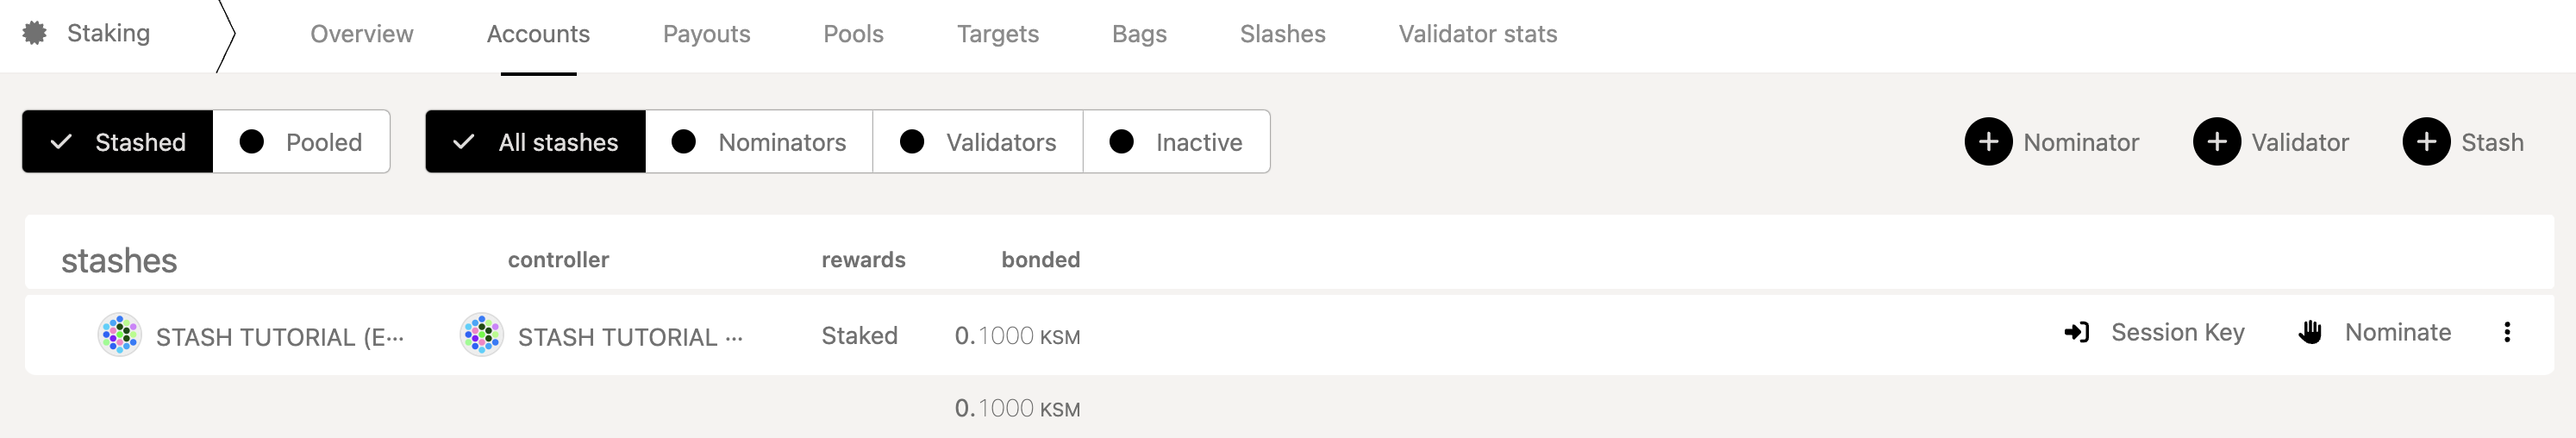 Staking Overview Accounts Payouts Pools Targets Bags Slashes Validator stats
Stashed Pooled All stashes Nominators Validators Inactive Nominator Validator Stash
stashes controller rewards bonded
STASH TUTORIAL (E... STASH TUTORIAL ... Staked 0.1000 KSM Session Key Nominate
0.1000 KSM